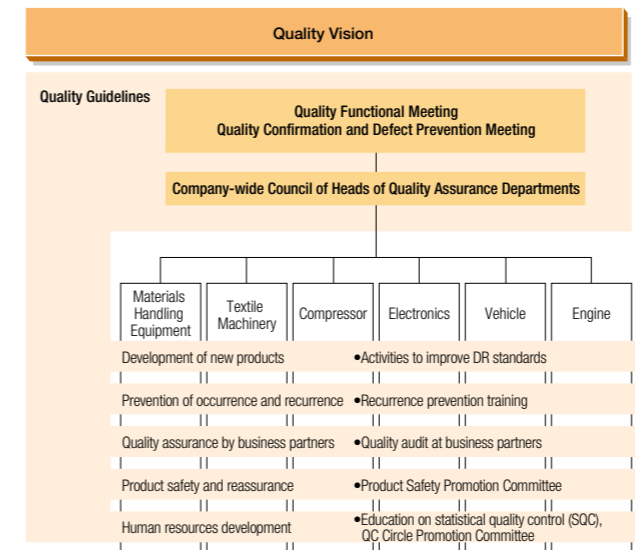 Quality Vision
Quality Guidelines
Quality Functional Meeting
Quality Confirmation and Defect Prevention Meeting
Company-wide Council of Heads of Quality Assurance Departments
Materials
Handling
Equipment
Textile
Machinery
Compressor
Electronics
Vehicle
Engine
Development of new products
•Activities to improve DR standards
Prevention of occurrence and recurrence
•Recurrence prevention training
Quality assurance by business partners
•Quality audit at business partners
Product safety and reassurance
•Product Safety Promotion Committee
Human resources development
•Education on statistical quality control (SQC),
QC Circle Promotion Committee